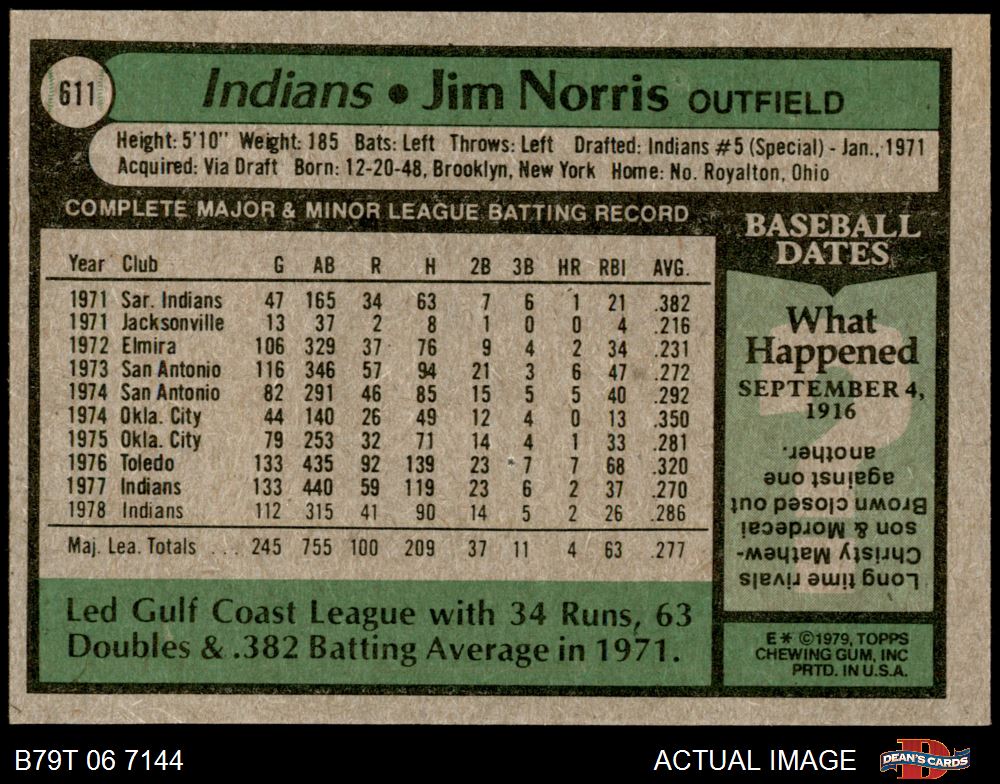 611
Indians • Jim Norris OUTFIELD
Height: 5'10" Weight: 185 Bats: Left Throws: Left Drafted: Indians #5 (Special) - Jan., 1971
Acquired: Via Draft Born: 12-20-48, Brooklyn, New York Home: No. Royalton, Ohio
COMPLETE MAJOR & MINOR LEAGUE BATTING RECORD
Year Club G AB R H 2B 3B HR RBI AVG.
1971 Sar. Indians 47 165 34 63 7 6 1 21 .382
1971 Jacksonville 13 37 2 8 1 0 0 4 .216
1972 Elmira 106 329 37 76 9 4 2 34 .231
1973 San Antonio 116 346 57 94 21 3 6 47 .272
1974 San Antonio 82 291 46 85 15 5 5 40 .292
1974 Okla. City 44 140 26 49 12 4 0 13 .350
1975 Okla. City 79 253 32 71 14 4 1 33 .281
1976 Toledo 133 435 92 139 23 7 7 68 .320
1977 Indians 133 440 59 119 23 6 2 37 .270
1978 Indians 112 315 41 90 14 5 2 26 .286
Maj. Lea. Totals ... 245 755 100 209 37 11 4 63 .277
Led Gulf Coast League with 34 Runs, 63
Doubles & .382 Batting Average in 1971.
BASEBALL
DATES
What
Happened
SEPTEMBER 4,
1916
Long time rivals
Christy Mathew-
son & Mordecai
Brown closed out
against one
another.
E* ©1979, TOPPS
CHEWING GUM, INC
PRTD. IN U.S.A.
B79T 06 7144
ACTUAL IMAGE
DEAN'S CARDS